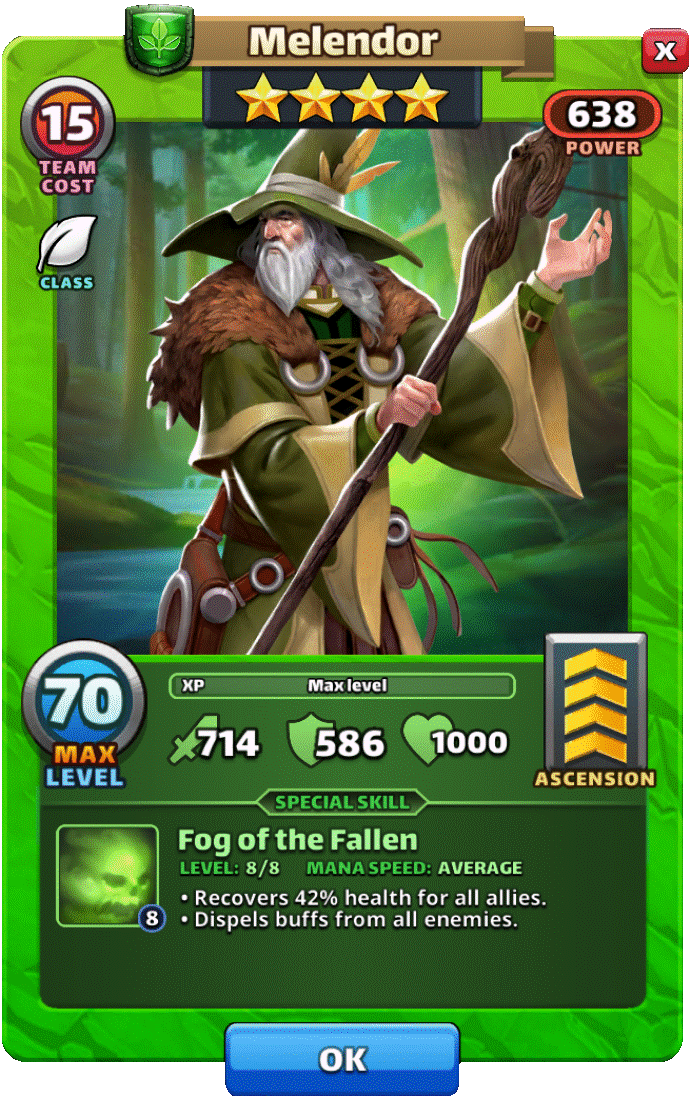 Melendor
X
15
TEAM
COST
638
POWER
CLASS
70
MAX
LEVEL
XP Max level
714 586 1000
ASCENSION
SPECIAL SKILL
Fog of the Fallen
LEVEL: 8/8 MANA SPEED: AVERAGE
8
• Recovers 42% health for all allies.
• Dispels buffs from all enemies.
OK